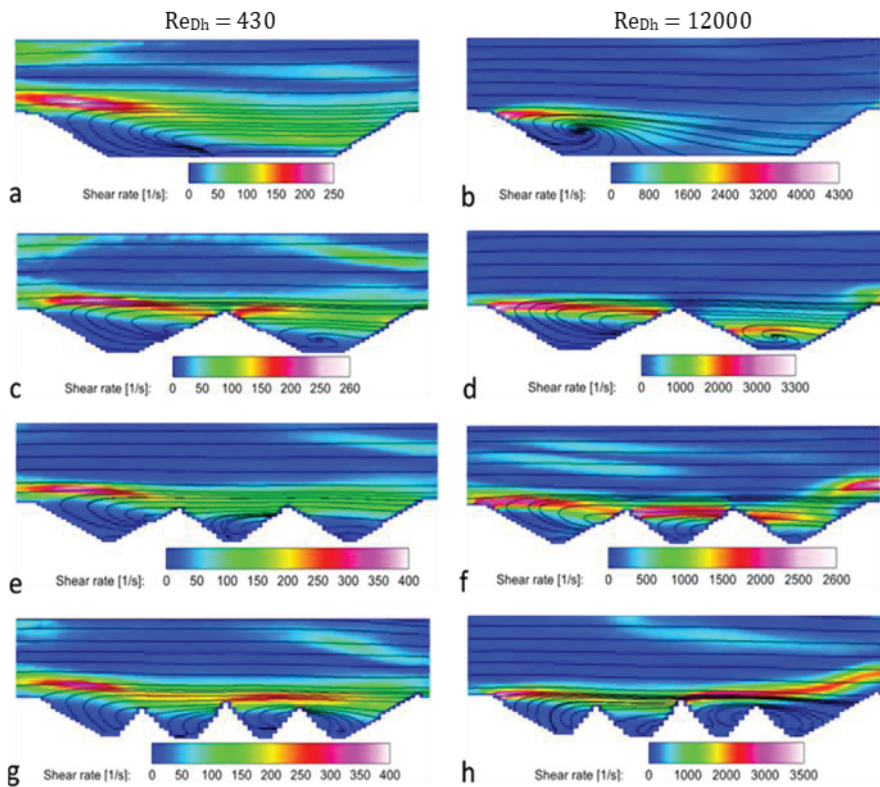 Re_Dh = 430
Re_Dh = 12000
a
Shear rate [1/s]:
0 50 100 150 200 250
b
Shear rate [1/s]:
0 800 1600 2400 3200 4000 4300
c
Shear rate [1/s]:
0 50 100 150 200 250 260
d
Shear rate [1/s]:
0 1000 2000 3000 3300
e
Shear rate [1/s]:
0 50 100 150 200 250 300 350 400
f
Shear rate [1/s]:
0 500 1000 1500 2000 2500 2600
g
Shear rate [1/s]:
0 50 100 150 200 250 300 350 400
h
Shear rate [1/s]:
0 1000 2000 3000 3500